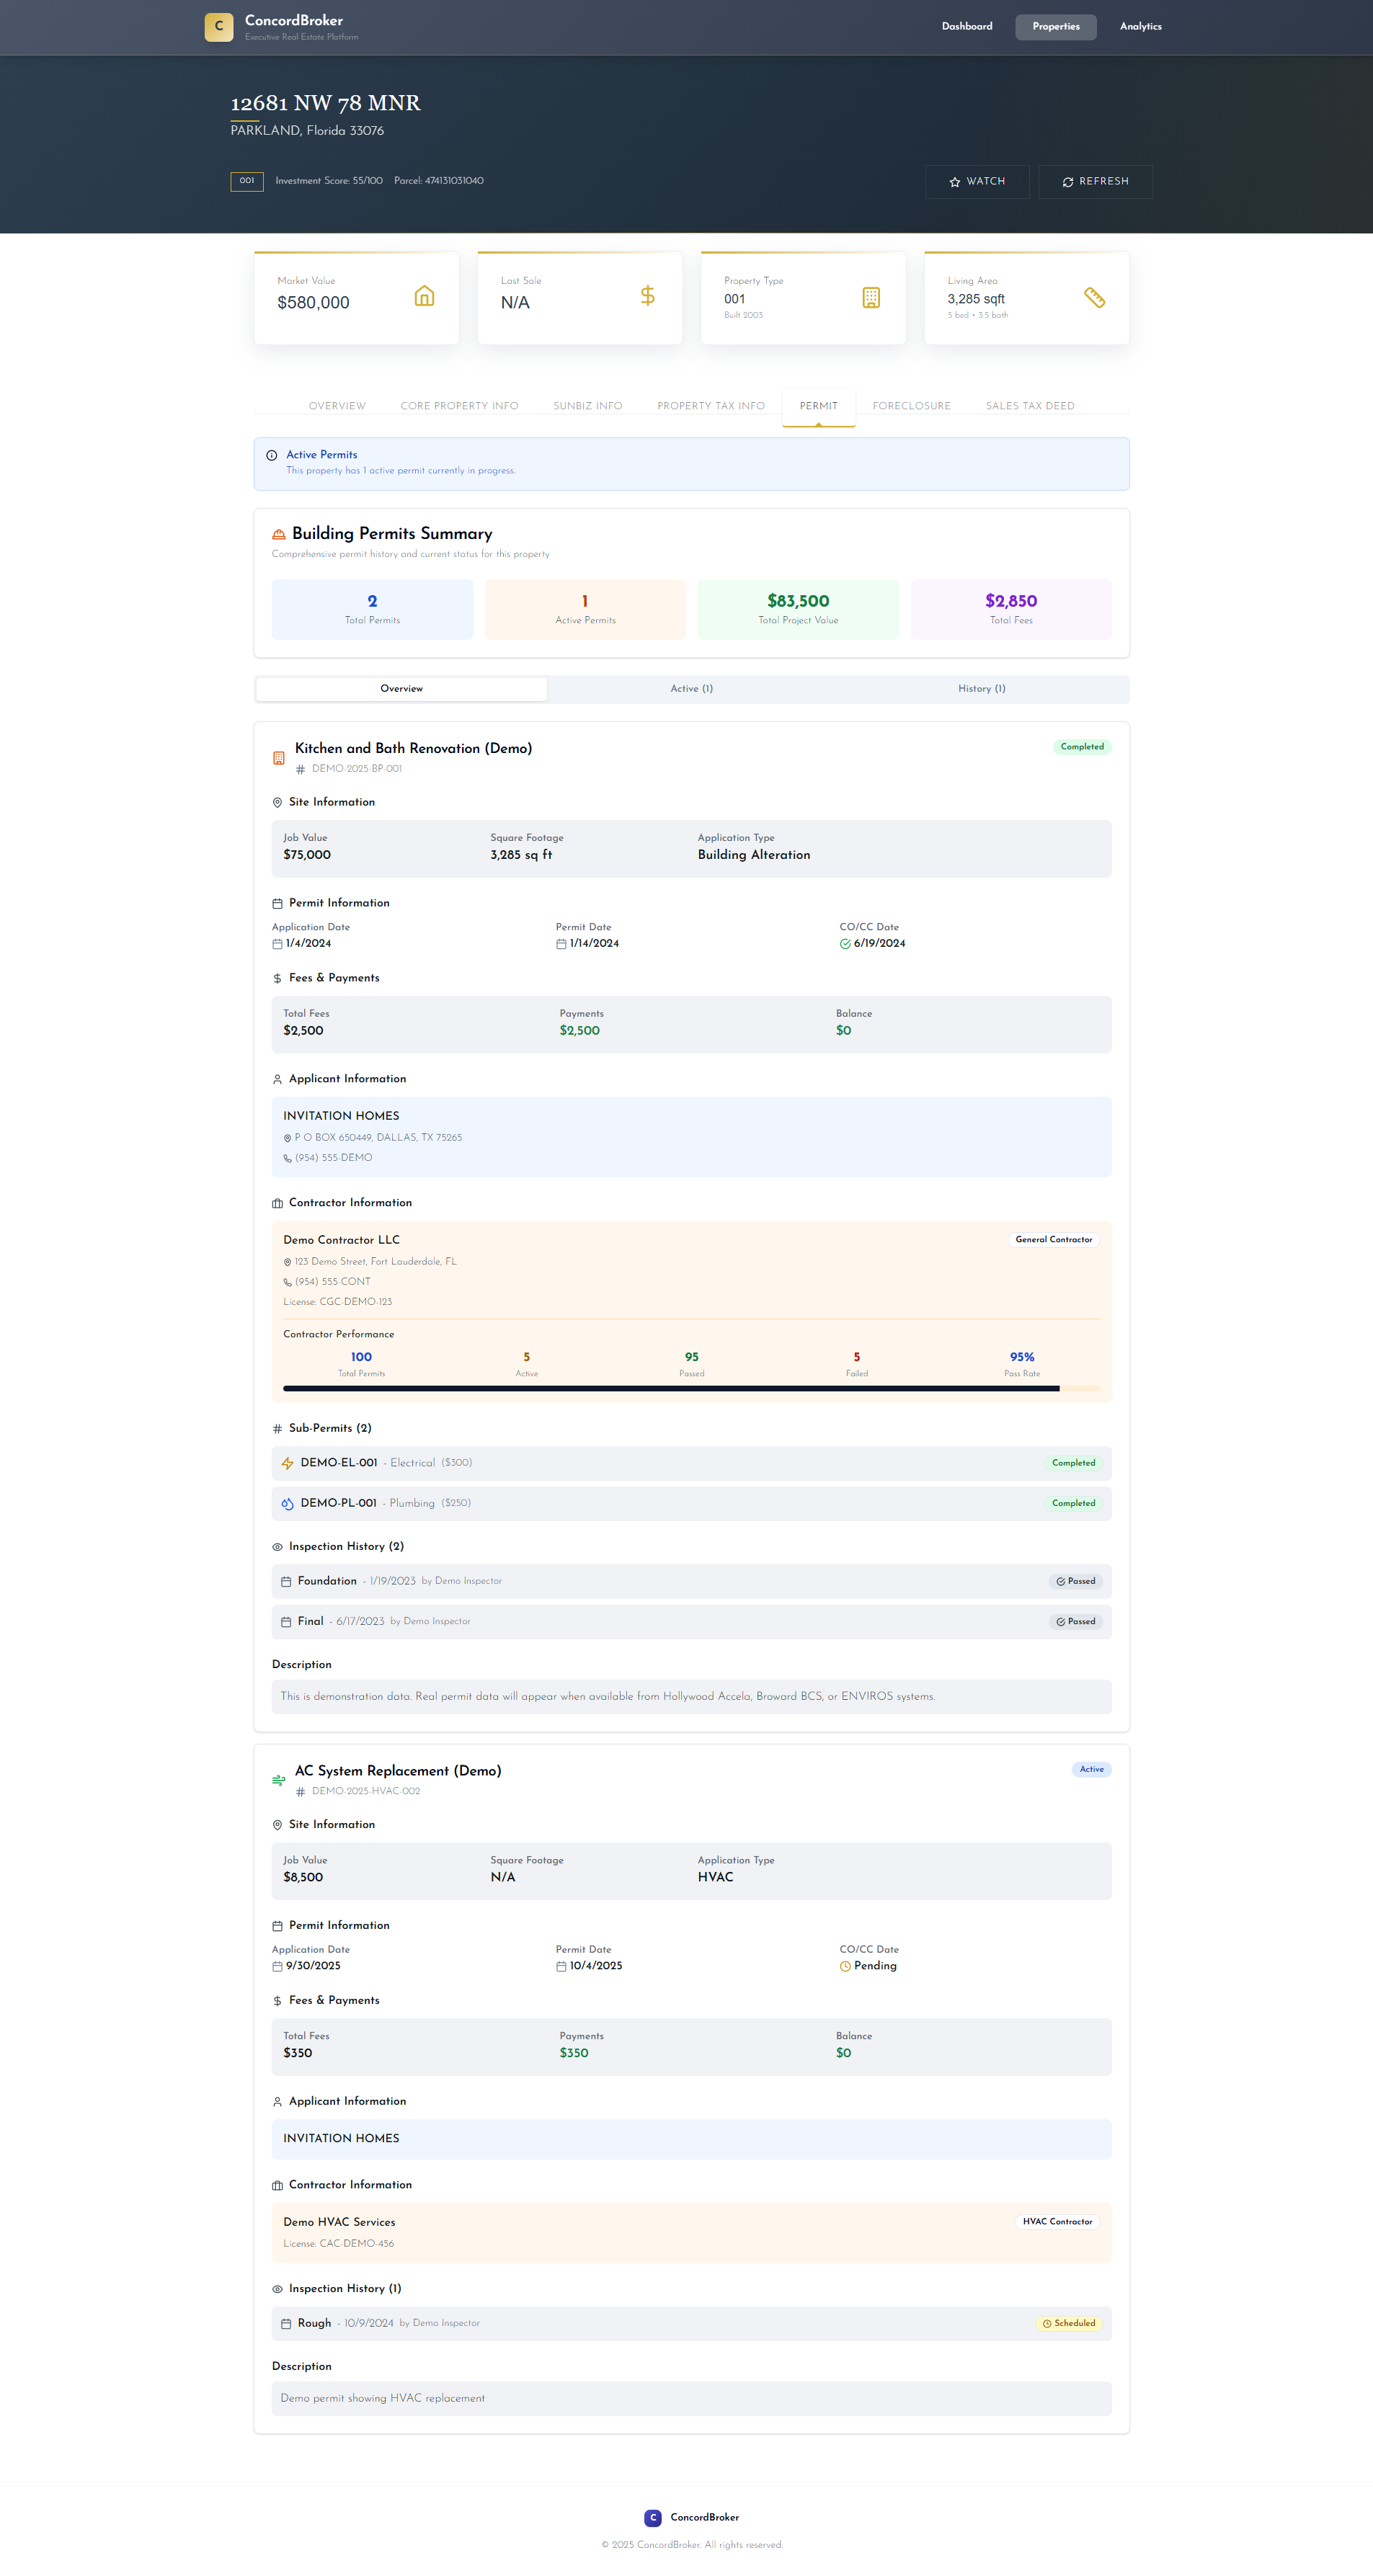 C
ConcordBroker
Executive Real Estate Platform
Dashboard
Properties
Analytics
12681 NW 78 MNR
PARKLAND, Florida 33076
001
Investment Score: 55/100
Parcel: 474131031040
WATCH
REFRESH
Market Value
$580,000
Last Sale
N/A
Property Type
001
Built 2003
Living Area
3,285 sqft
5 bed • 3.5 bath
OVERVIEW
CORE PROPERTY INFO
SUNBIZ INFO
PROPERTY TAX INFO
PERMIT
FORECLOSURE
SALES TAX DEED
Active Permits
This property has 1 active permit currently in progress.
Building Permits Summary
Comprehensive permit history and current status for this property
2
Total Permits
1
Active Permits
$83,500
Total Project Value
$2,850
Total Fees
Overview
Active (1)
History (1)
Kitchen and Bath Renovation (Demo)
Completed
DEMO-2025-BP-001
Site Information
Job Value
Square Footage
Application Type
$75,000
3,285 sq ft
Building Alteration
Permit Information
Application Date
Permit Date
CO/CC Date
1/4/2024
1/14/2024
6/19/2024
Fees & Payments
Total Fees
Payments
Balance
$2,500
$2,500
$0
Applicant Information
INVITATION HOMES
P O BOX 650449, DALLAS, TX 75265
(954) 555-DEMO
Contractor Information
Demo Contractor LLC
General Contractor
123 Demo Street, Fort Lauderdale, FL
(954) 555-CONT
License: CGC-DEMO-123
Contractor Performance
100
5
95
5
95%
Total Permits
Active
Passed
Failed
Pass Rate
Sub-Permits (2)
DEMO-EL-001 - Electrical ($300)
Completed
DEMO-PL-001 - Plumbing ($250)
Completed
Inspection History (2)
Foundation - 1/19/2023 by Demo Inspector
Passed
Final - 6/17/2023 by Demo Inspector
Passed
Description
This is demonstration data. Real permit data will appear when available from Hollywood Accela, Broward BCS, or ENVIROS systems.
AC System Replacement (Demo)
Active
DEMO-2025-HVAC-002
Site Information
Job Value
Square Footage
Application Type
$8,500
N/A
HVAC
Permit Information
Application Date
Permit Date
CO/CC Date
9/30/2025
10/4/2025
Pending
Fees & Payments
Total Fees
Payments
Balance
$350
$350
$0
Applicant Information
INVITATION HOMES
Contractor Information
Demo HVAC Services
HVAC Contractor
License: CAC-DEMO-456
Inspection History (1)
Rough - 10/9/2024 by Demo Inspector
Scheduled
Description
Demo permit showing HVAC replacement
C
ConcordBroker
© 2025 ConcordBroker. All rights reserved.